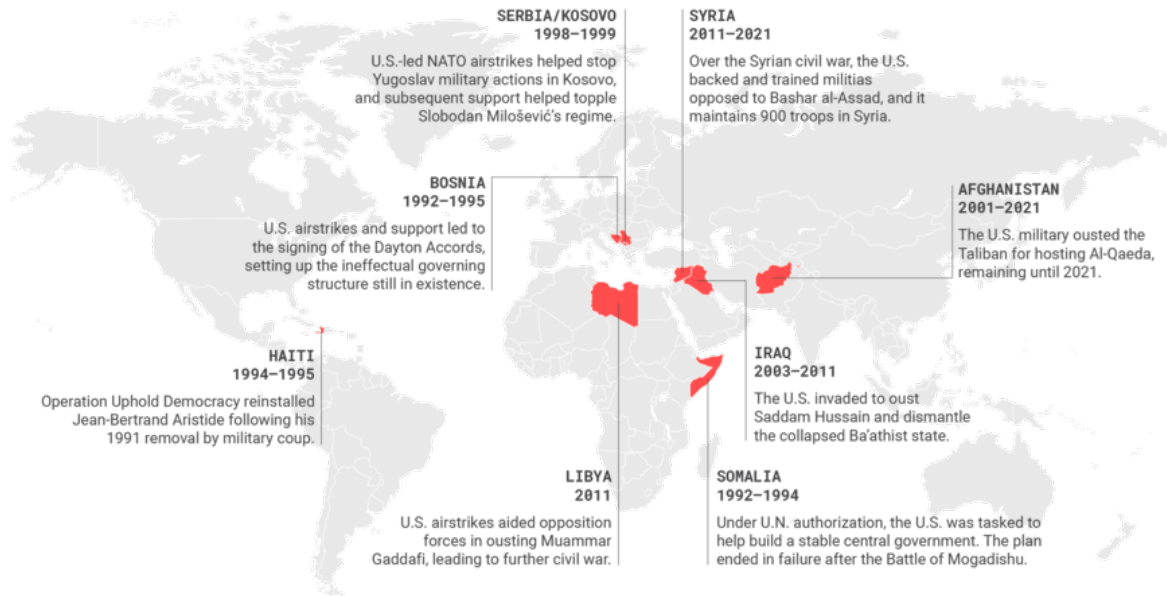 SERBIA/KOSOVO
1998–1999
U.S.-led NATO airstrikes helped stop
Yugoslav military actions in Kosovo,
and subsequent support helped topple
Slobodan Milošević's regime.
SYRIA
2011–2021
Over the Syrian civil war, the U.S.
backed and trained militias
opposed to Bashar al-Assad, and it
maintains 900 troops in Syria.
BOSNIA
1992–1995
U.S. airstrikes and support led to
the signing of the Dayton Accords,
setting up the ineffectual governing
structure still in existence.
AFGHANISTAN
2001–2021
The U.S. military ousted the
Taliban for hosting Al-Qaeda,
remaining until 2021.
HAITI
1994–1995
Operation Uphold Democracy reinstalled
Jean-Bertrand Aristide following his
1991 removal by military coup.
IRAQ
2003–2011
The U.S. invaded to oust
Saddam Hussain and dismantle
the collapsed Ba'athist state.
LIBYA
2011
U.S. airstrikes aided opposition
forces in ousting Muammar
Gaddafi, leading to further civil war.
SOMALIA
1992–1994
Under U.N. authorization, the U.S. was tasked to
help build a stable central government. The plan
ended in failure after the Battle of Mogadishu.